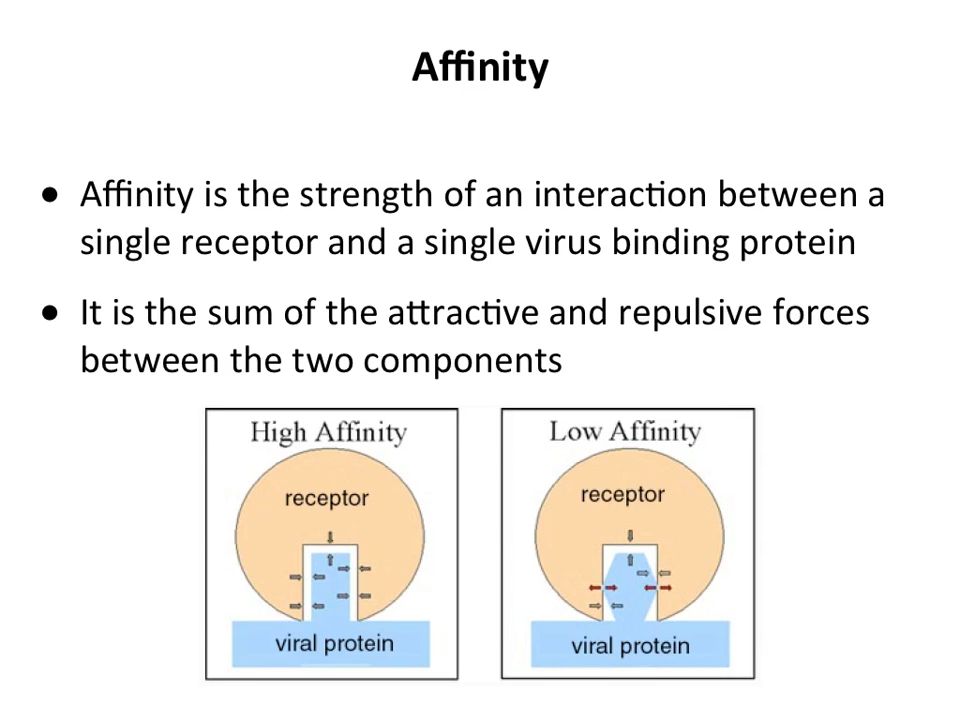 Affinity
• Affinity is the strength of an interaction between a
single receptor and a single virus binding protein
• It is the sum of the attractive and repulsive forces
between the two components
High Affinity
receptor
viral protein
Low Affinity
receptor
viral protein